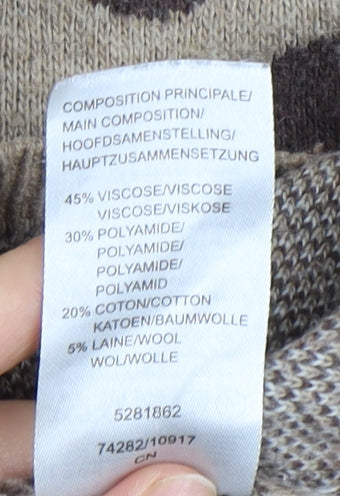 COMPOSITION PRINCIPALE/
MAIN COMPOSITION/
HOOFDSAMENSTELLING/
HAUPTZUSAMMENSETZUNG
45% VISCOSE/VISCOSE
VISCOSE/VISKOSE
30% POLYAMIDE/
POLYAMIDE/
POLYAMIDE/
POLYAMID
20% COTON/COTTON
KATOEN/BAUMWOLLE
5% LAINE/WOOL
WOL/WOLLE
5281862
74282/10917
CN